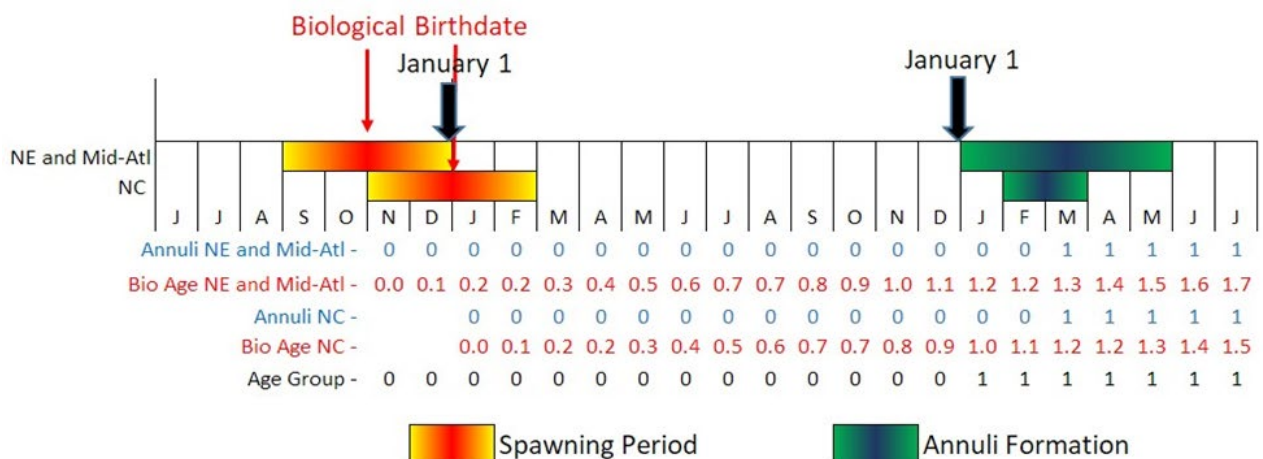 Biological Birthdate
January 1
January 1
NE and Mid-Atl
NC
J J A S O N D J F M A M J J A S O N D J F M A M J J
Annuli NE and Mid-Atl - 0 0 0 0 0 0 0 0 0 0 0 0 0 0 0 0 1 1 1 1 1
Bio Age NE and Mid-Atl - 0.0 0.1 0.2 0.2 0.3 0.4 0.5 0.6 0.7 0.7 0.8 0.9 1.0 1.1 1.2 1.2 1.3 1.4 1.5 1.6 1.7
Annuli NC - 0 0 0 0 0 0 0 0 0 0 0 0 0 0 1 1 1 1 1
Bio Age NC - 0.0 0.1 0.2 0.2 0.3 0.4 0.5 0.6 0.7 0.7 0.8 0.9 1.0 1.1 1.2 1.2 1.3 1.4 1.5
Age Group - 0 0 0 0 0 0 0 0 0 0 0 0 0 0 1 1 1 1 1 1 1
Spawning Period
Annuli Formation